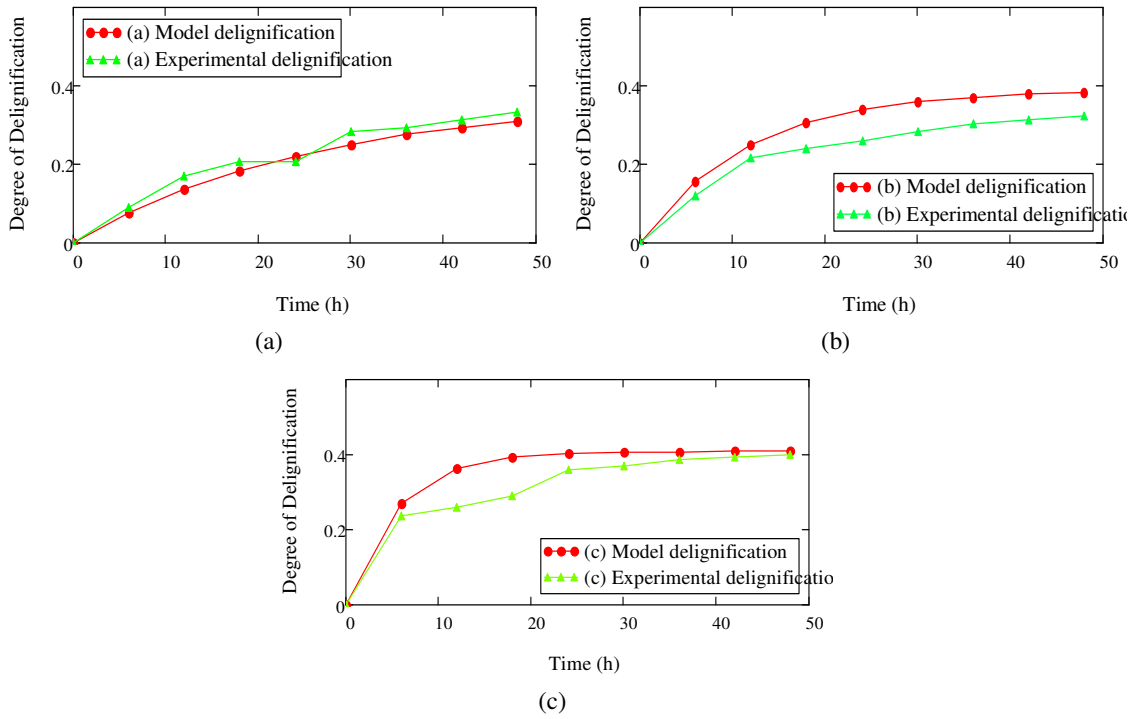 (a) Model delignification
(a) Experimental delignification
Degree of Delignification
0.4
0.2
0
0 10 20 30 40 50
Time (h)
(a)
Degree of Delignification
0.4
0.2
0
(b) Model delignification
(b) Experimental delignificatio
0 10 20 30 40 50
Time (h)
(b)
Degree of Delignification
0.4
0.2
0
(c) Model delignification
(c) Experimental delignificatio
0 10 20 30 40 50
Time (h)
(c)